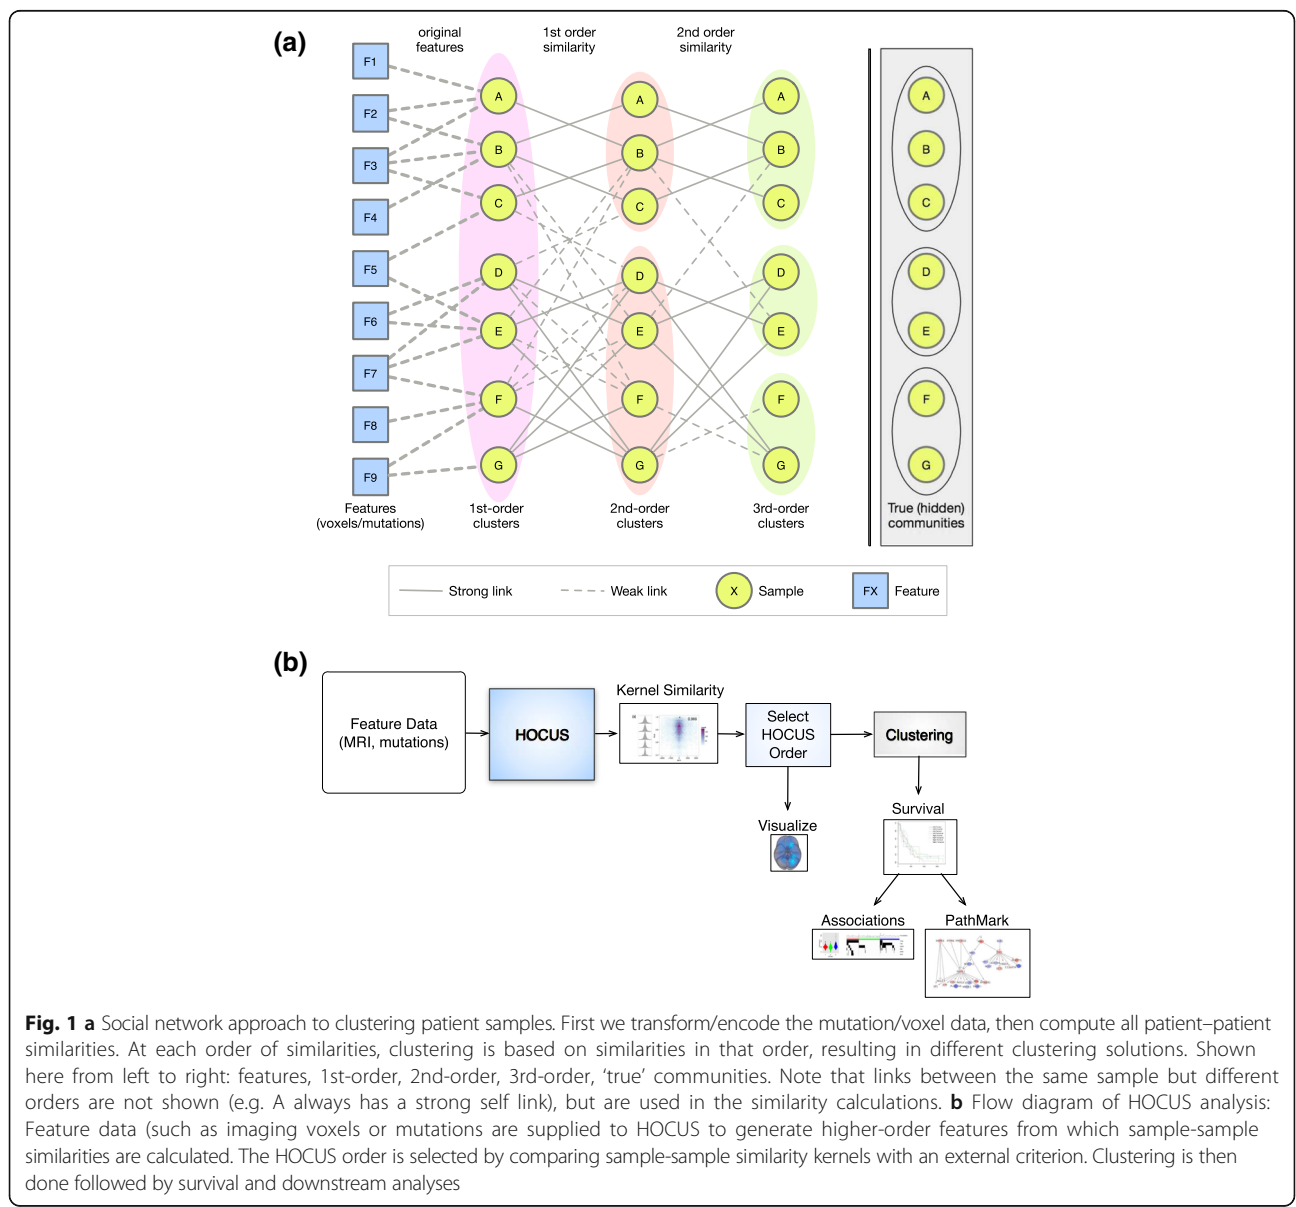 (a)
original
features
1st order
similarity
2nd order
similarity
F1
F2
F3
F4
F5
F6
F7
F8
F9
A
B
C
D
E
F
G
A
B
C
D
E
F
G
A
B
C
D
E
F
G
A
B
C
D
E
F
G
Features
(voxels/mutations)
1st-order
clusters
2nd-order
clusters
3rd-order
clusters
True (hidden)
communities
Strong link
Weak link
X
Sample
FX
Feature
(b)
Feature Data
(MRI, mutations)
HOCUS
Kernel Similarity
Select
HOCUS
Order
Clustering
Visualize
Survival
Associations
PathMark
Fig. 1 a Social network approach to clustering patient samples. First we transform/encode the mutation/voxel data, then compute all patient–patient
similarities. At each order of similarities, clustering is based on similarities in that order, resulting in different clustering solutions. Shown
here from left to right: features, 1st-order, 2nd-order, 3rd-order, ‘true’ communities. Note that links between the same sample but different
orders are not shown (e.g. A always has a strong self link), but are used in the similarity calculations. b Flow diagram of HOCUS analysis:
Feature data (such as imaging voxels or mutations are supplied to HOCUS to generate higher-order features from which sample-sample
similarities are calculated. The HOCUS order is selected by comparing sample-sample similarity kernels with an external criterion. Clustering is then
done followed by survival and downstream analyses